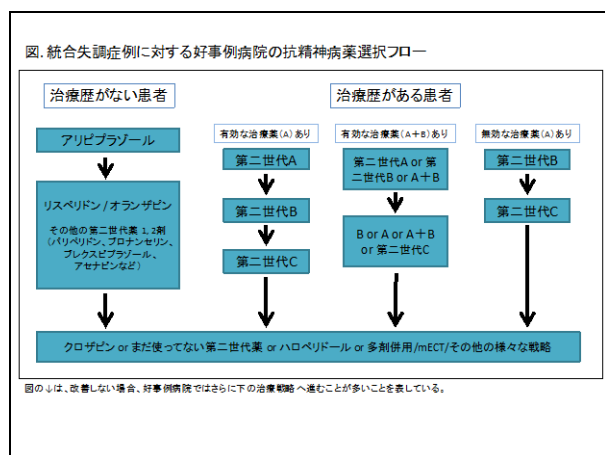 図. 統合失調症例に対する好事例病院の抗精神病薬選択フロー
治療歴がない患者
アリピプラゾール
リスペリドン / オランザピン
その他の第二世代薬 1, 2剤
(パリペリドン、ブロナンセリン、
ブレクスピプラゾール、
アセナピンなど)
治療歴がある患者
有効な治療薬(A)あり
第二世代A
第二世代B
第二世代C
有効な治療薬(A+B)あり
第二世代A or 第
二世代B or A+B
B or A or A+B
or 第二世代C
無効な治療薬(A)あり
第二世代B
第二世代C
クロザピン or まだ使ってない第二世代薬 or ハロペリドール or 多剤併用/mECT/その他の様々な戦略
図の↓は、改善しない場合、好事例病院ではさらに下の治療戦略へ進むことが多いことを表している。